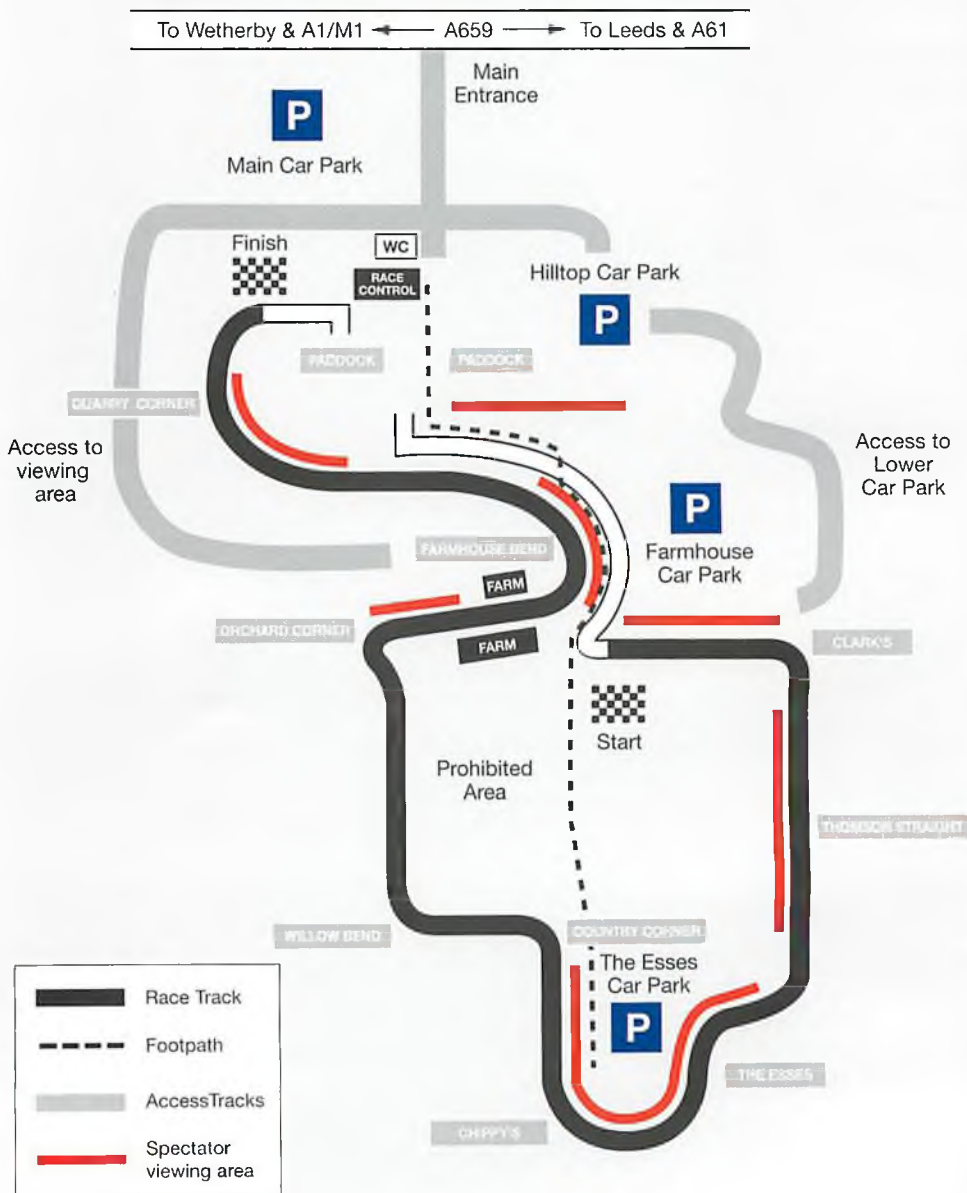 To Wetherby & A1/M1 A659 To Leeds & A61
Main
Entrance
P
Main Car Park
Finish
WC
RACE
CONTROL
Hilltop Car Park
P
PADDOCK
PADDOCK
QUARRY CORNER
Access to
viewing
area
Access to
Lower
Car Park
P
Farmhouse
Car Park
FARMHOUSE BEND
FARM
ORCHARD CORNER
FARM
CLARK'S
Start
Prohibited
Area
THOMSON STRAIGHT
WILLOW BEND
COUNTRY CORNER
The Esses
Car Park
P
THE ESSES
CHIPPY'S
Race Track
Footpath
AccessTracks
Spectator
viewing area